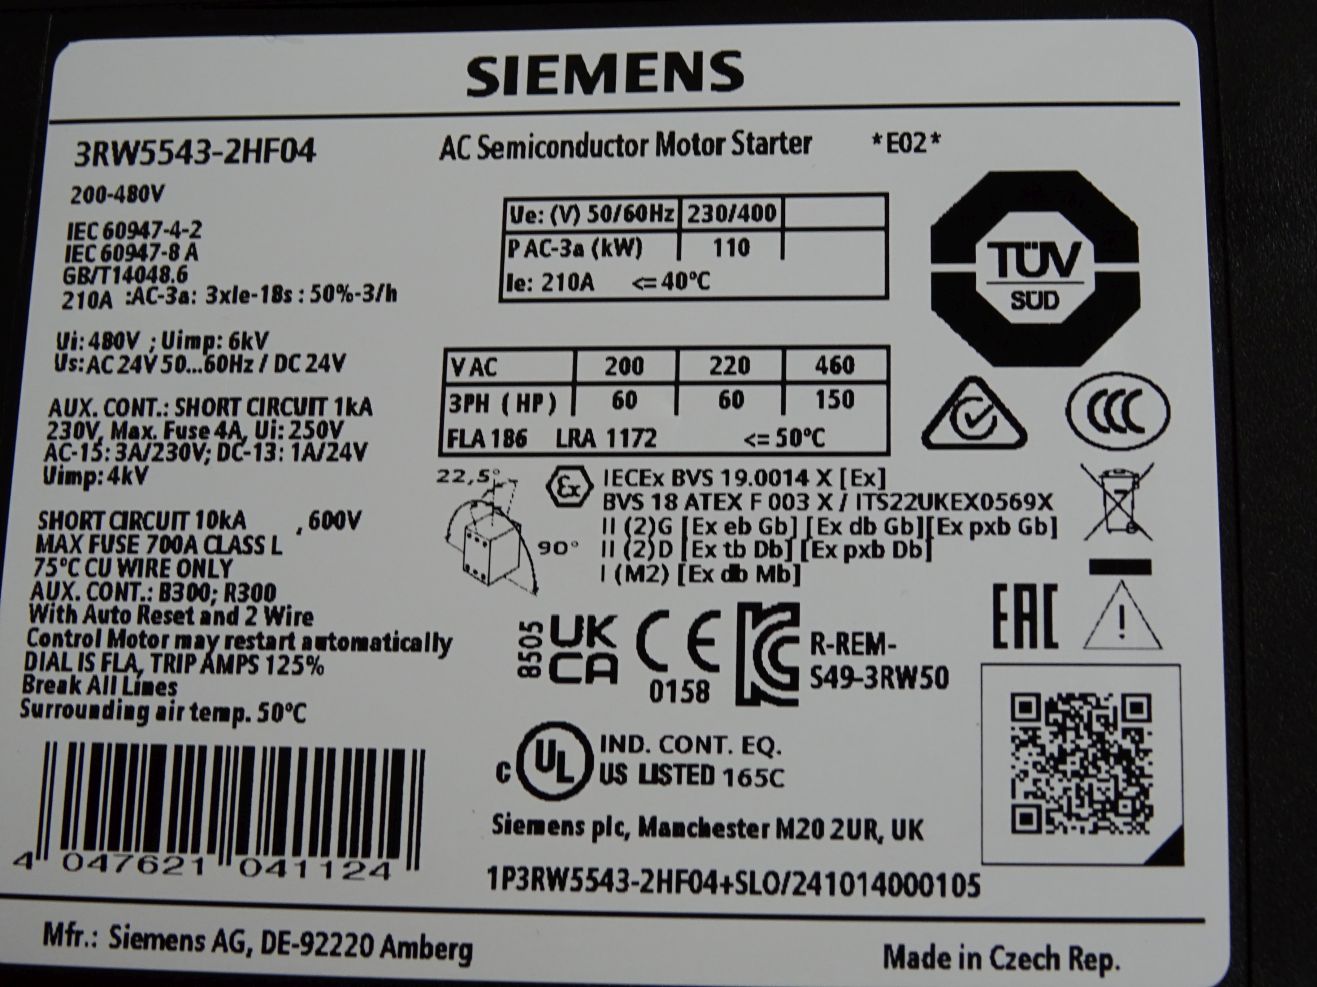 SIEMENS
3RW5543-2HF04
AC Semiconductor Motor Starter *E02*
200-480V
IEC 60947-4-2
IEC 60947-8 A
GB/T14048.6
210A :AC-3a: 3xIe-18s : 50%-3/h
Ue: (V) 50/60Hz 230/400
P AC-3a (kW) 110
Ie: 210A <=40°C
TÜV
SÜD
Ui: 480V ; Uimp: 6kV
Us: AC 24V 50...60Hz / DC 24V
V AC 200 220 460
3PH ( HP ) 60 60 150
FLA 186 LRA 1172 <=50°C
AUX. CONT.: SHORT CIRCUIT 1kA
230V, Max. Fuse 4A, Ui: 250V
AC-15: 3A/230V; DC-13: 1A/24V
Uimp: 4kV
CCC
22,5°
90°
Ex
IECEx BVS 19.0014 X [Ex]
BVS 18 ATEX F 003 X / ITS22UKEX0569X
II (2)G [Ex eb Gb] [Ex db Gb][Ex pxb Gb]
II (2)D [Ex tb Db] [Ex pxb Db]
I (M2) [Ex db Mb]
SHORT CIRCUIT 10kA , 600V
MAX FUSE 700A CLASS L
75°C CU WIRE ONLY
AUX. CONT.: B300; R300
With Auto Reset and 2 Wire
Control Motor may restart automatically
DIAL IS FLA, TRIP AMPS 125%
Break All Lines
Surrounding air temp. 50°C
8505
UK
CA
CE
0158
KC
R-REM-
S49-3RW50
EAC
!
c UL US IND. CONT. EQ.
LISTED 165C
Siemens plc, Manchester M20 2UR, UK
4 047621 041124
1P3RW5543-2HF04+SLO/241014000105
Mfr.: Siemens AG, DE-92220 Amberg
Made in Czech Rep.